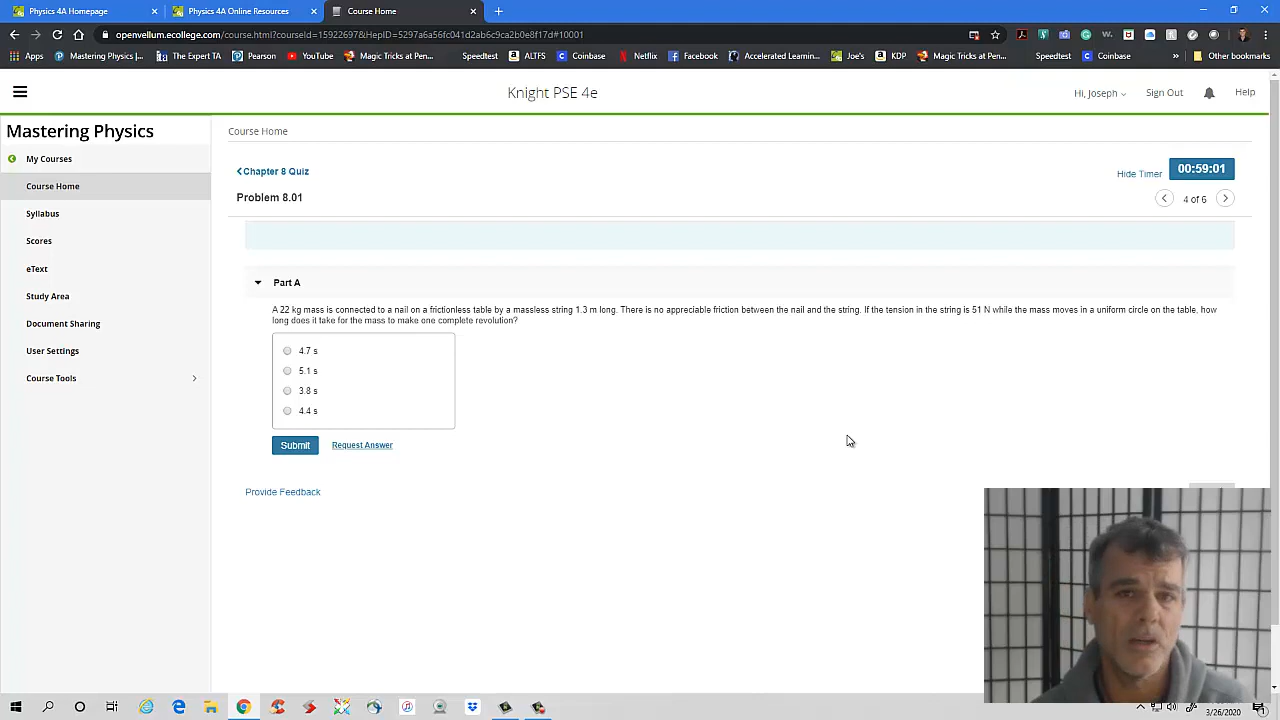 Physics 4A Homepage
Physics 4A Online Resources
Course Home
openvellum.ecollege.com/course.html?courseId=15922697&HepID=5297a6a56fc041d2ab6c9ca2b0e8f17d#10001
Apps
Mastering Physics |...
The Expert TA
Pearson
YouTube
Magic Tricks at Pen...
Speedtest
ALTFS
Coinbase
Netflix
Facebook
Accelerated Learnin...
Joe's
KDP
Magic Tricks at Pen...
Speedtest
Coinbase
»
Other bookmarks
Knight PSE 4e
Hi, Joseph
Sign Out
Help
Mastering Physics
My Courses
Course Home
Syllabus
Scores
eText
Study Area
Document Sharing
User Settings
Course Tools
Course Home
Chapter 8 Quiz
Hide Timer
00:59:01
Problem 8.01
4 of 6
Part A
A 22 kg mass is connected to a nail on a frictionless table by a massless string 1.3 m long. There is no appreciable friction between the nail and the string. If the tension in the string is 51 N while the mass moves in a uniform circle on the table, how
long does it take for the mass to make one complete revolution?
4.7 s
5.1 s
3.8 s
4.4 s
Submit
Request Answer
Provide Feedback
3/26/2020